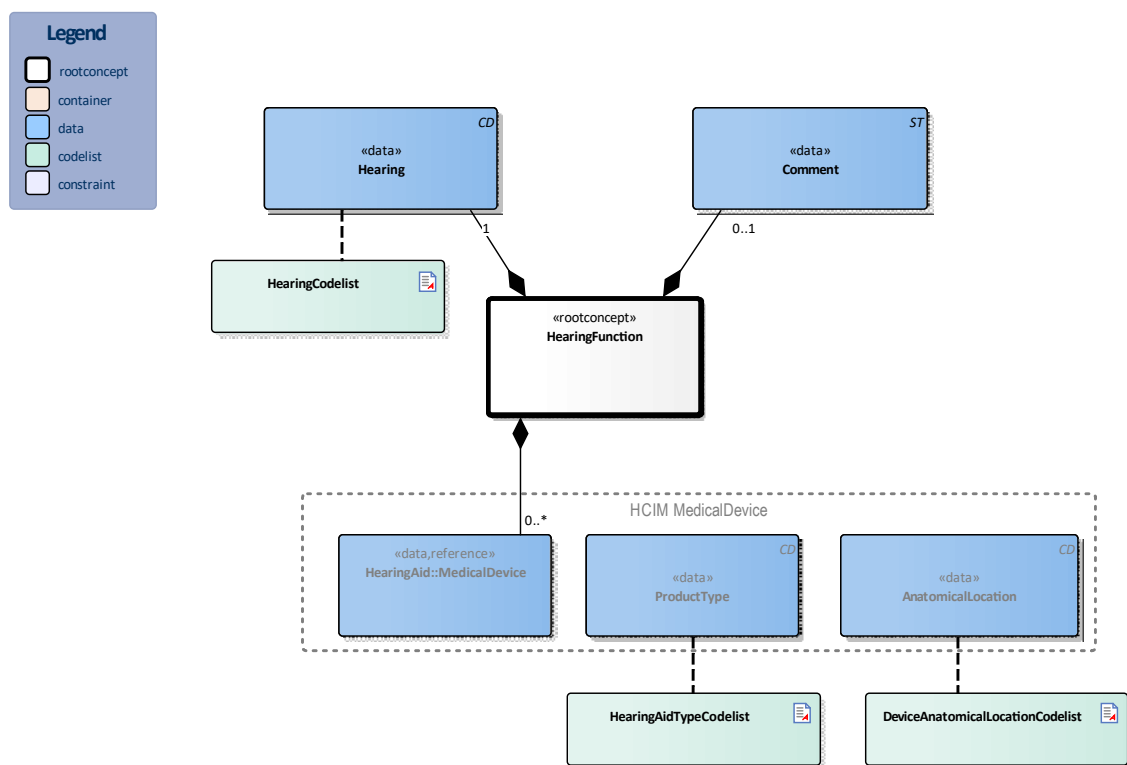 Legend
rootconcept
container
data
codelist
constraint
CD
«data»
Hearing
ST
«data»
Comment
1
0..1
HearingCodelist
«rootconcept»
HearingFunction
0..*
HCIM MedicalDevice
«data,reference»
HearingAid::MedicalDevice
CD
«data»
ProductType
CD
«data»
AnatomicalLocation
HearingAidTypeCodelist
DeviceAnatomicalLocationCodelist